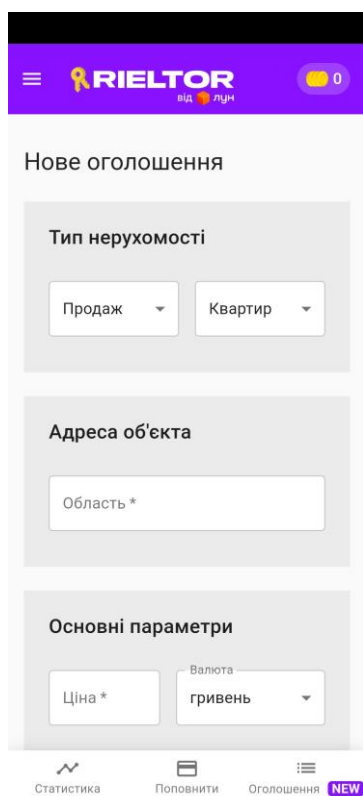 RIELTOR
від лун
0
Нове оголошення
Тип нерухомості
Продаж
Квартир
Адреса об'єкта
Область *
Основні параметри
Ціна *
Валюта
гривень
Статистика
Поповнити
Оголошення NEW